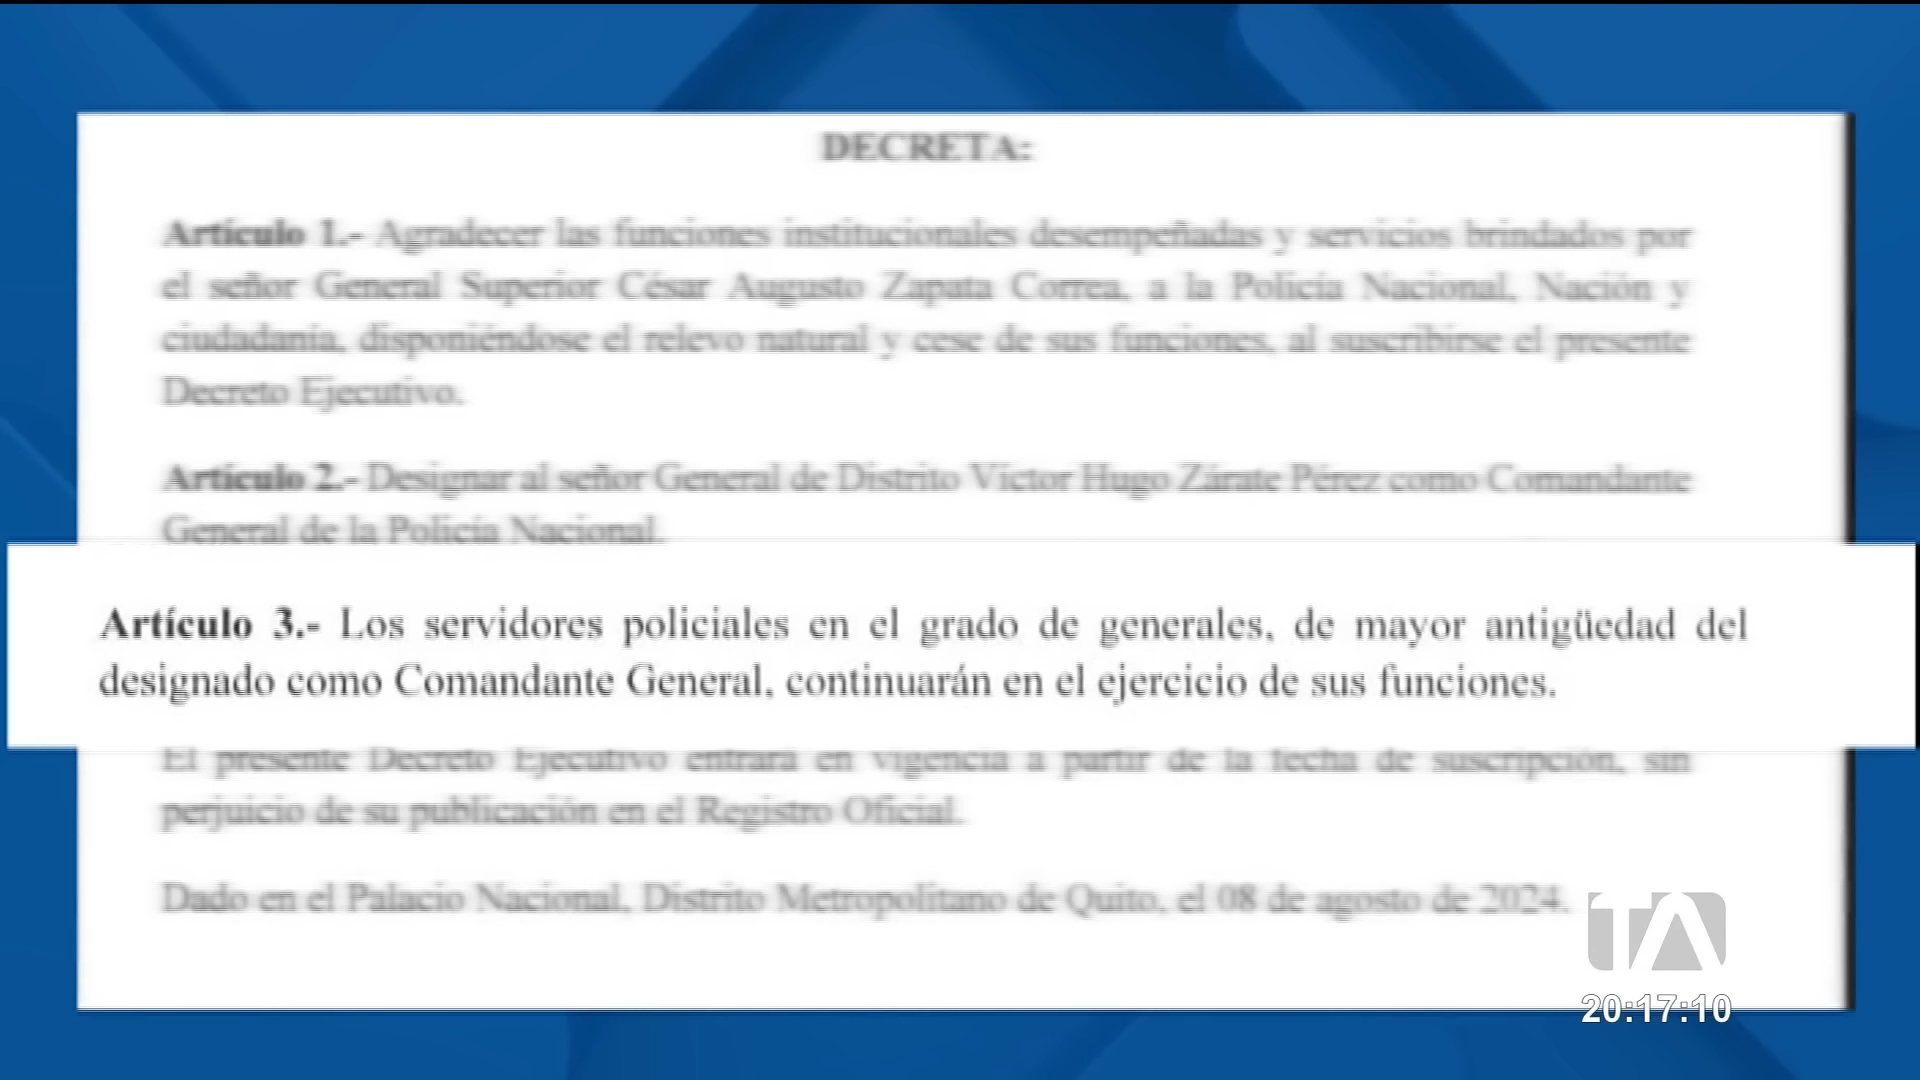 DECRETA:
Artículo 1.- Agradecer las funciones institucionales desempeñadas y servicios brindados por
el señor General Superior César Augusto Zapata Correa, a la Policía Nacional, Nación y
ciudadanía, disponiéndose el relevo natural y cese de sus funciones, al suscribirse el presente
Decreto Ejecutivo.
Artículo 2.- Designar al señor General de Distrito Víctor Hugo Zárate Pérez como Comandante
General de la Policía Nacional.
Artículo 3.- Los servidores policiales en el grado de generales, de mayor antigüedad del
designado como Comandante General, continuarán en el ejercicio de sus funciones.
El presente Decreto Ejecutivo entrará en vigencia a partir de la fecha de suscripción, sin
perjuicio de su publicación en el Registro Oficial.
Dado en el Palacio Nacional, Distrito Metropolitano de Quito, el 08 de agosto de 2024.
TA
20:17:10